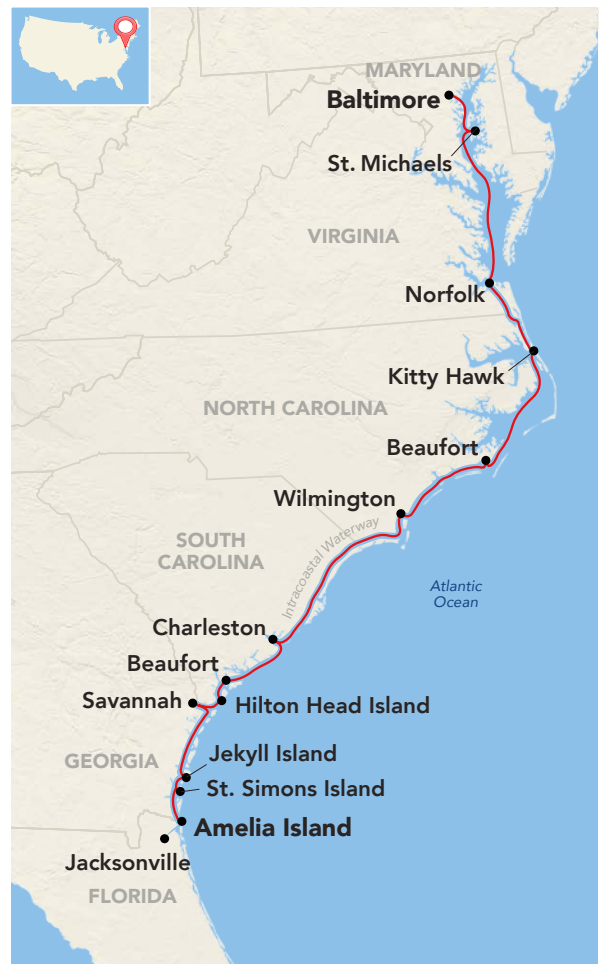 MARYLAND
Baltimore
St. Michaels
VIRGINIA
Norfolk
Kitty Hawk
NORTH CAROLINA
Beaufort
Wilmington
Intracoastal Waterway
SOUTH
CAROLINA
Atlantic
Ocean
Charleston
Beaufort
Savannah
Hilton Head Island
GEORGIA
Jekyll Island
St. Simons Island
Amelia Island
Jacksonville
FLORIDA